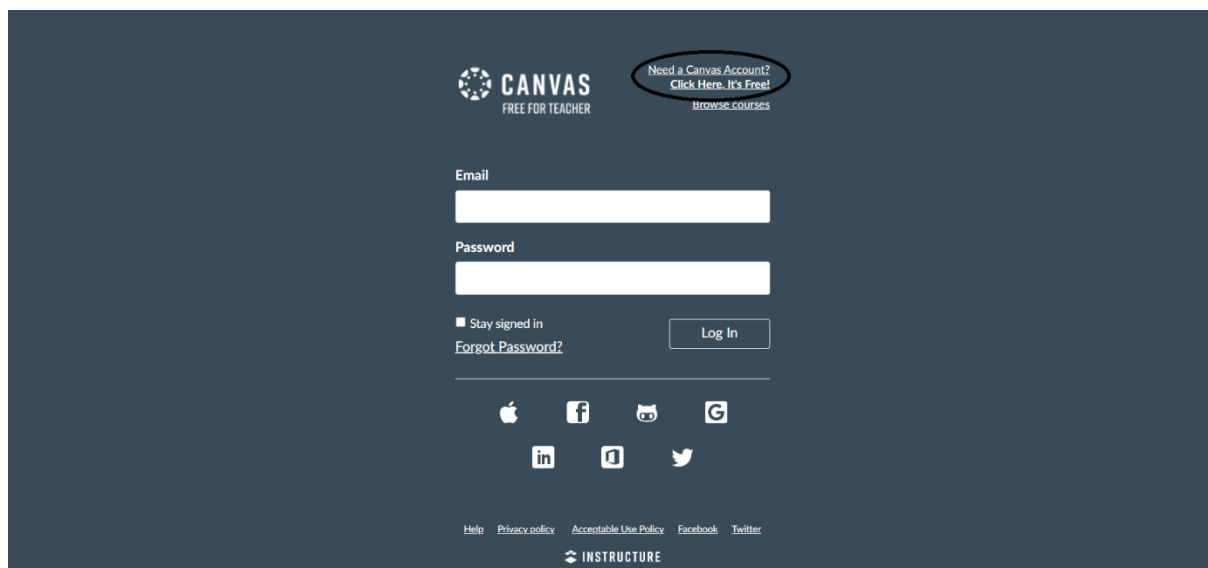 CANVAS
FREE FOR TEACHER
Need a Canvas Account?
Click Here, It's Free!
Browse courses
Email
Password
Stay signed in
Forgot Password?
Log In
Help Privacy policy Acceptable Use Policy Facebook Twitter
INSTRUCTURE